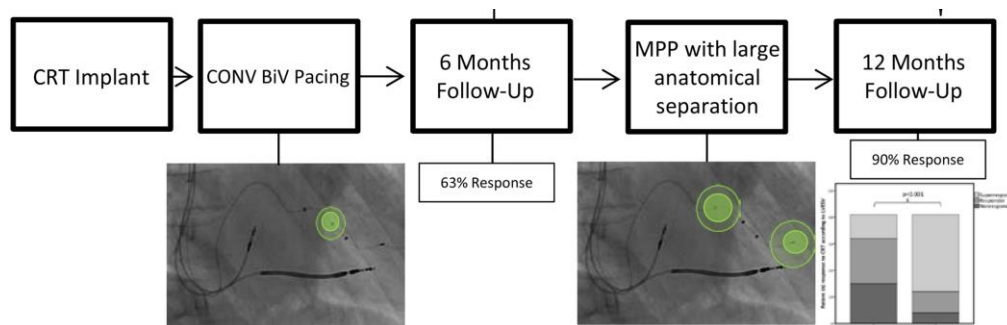 CRT Implant
CONV BiV Pacing
6 Months
Follow-Up
MPP with large
anatomical
separation
12 Months
Follow-Up
63% Response
90% Response
p<0.001